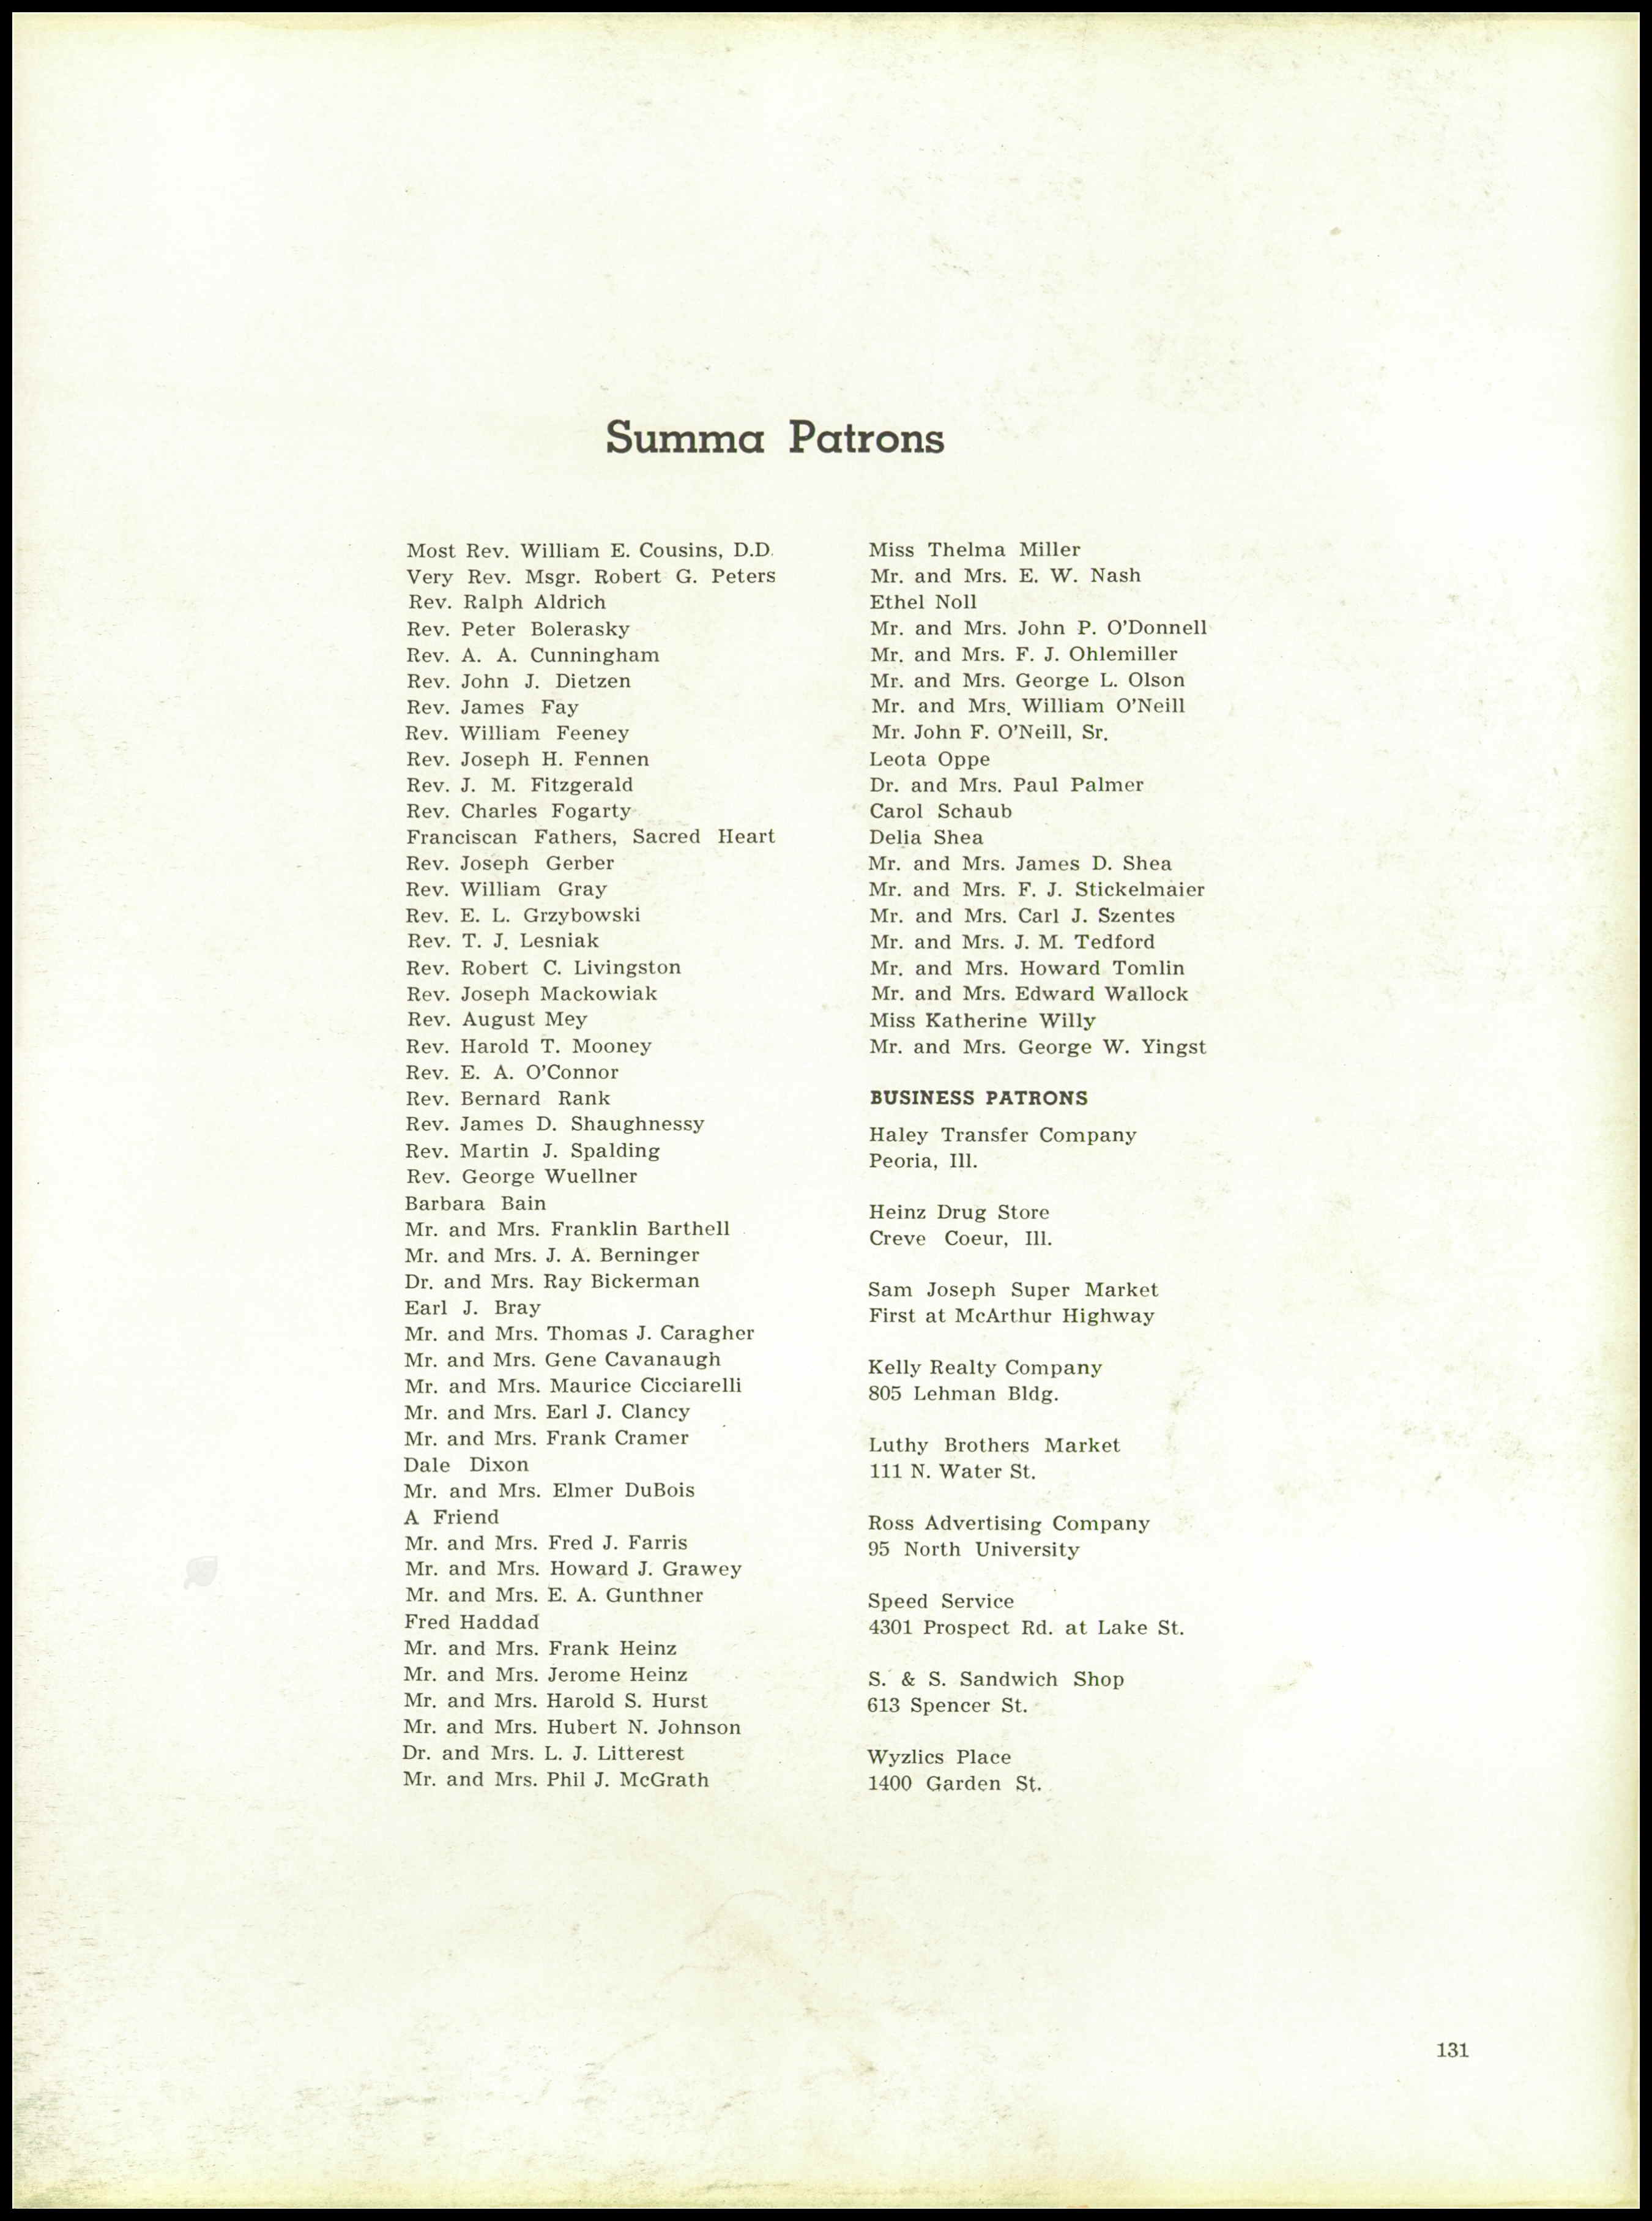 Summa Patrons
Most Rev. William E. Cousins, D.D.
Very Rev. Msgr. Robert G. Peters
Rev. Ralph Aldrich
Rev. Peter Bolerasky
Rev. A. A. Cunningham
Rev. John J. Dietzen
Rev. James Fay
Rev. William Feeney
Rev. Joseph H. Fennen
Rev. J. M. Fitzgerald
Rev. Charles Fogarty
Franciscan Fathers, Sacred Heart
Rev. Joseph Gerber
Rev. William Gray
Rev. E. L. Grzybowski
Rev. T. J. Lesniak
Rev. Robert C. Livingston
Rev. Joseph Mackowiak
Rev. August Mey
Rev. Harold T. Mooney
Rev. E. A. O'Connor
Rev. Bernard Rank
Rev. James D. Shaughnessy
Rev. Martin J. Spalding
Rev. George Wuellner
Barbara Bain
Mr. and Mrs. Franklin Barthell
Mr. and Mrs. J. A. Berninger
Dr. and Mrs. Ray Bickerman
Earl J. Bray
Mr. and Mrs. Thomas J. Caragher
Mr. and Mrs. Gene Cavanaugh
Mr. and Mrs. Maurice Cicciarelli
Mr. and Mrs. Earl J. Clancy
Mr. and Mrs. Frank Cramer
Dale Dixon
Mr. and Mrs. Elmer DuBois
A Friend
Mr. and Mrs. Fred J. Farris
Mr. and Mrs. Howard J. Grawey
Mr. and Mrs. E. A. Gunthner
Fred Haddad
Mr. and Mrs. Frank Heinz
Mr. and Mrs. Jerome Heinz
Mr. and Mrs. Harold S. Hurst
Mr. and Mrs. Hubert N. Johnson
Dr. and Mrs. L. J. Litterest
Mr. and Mrs. Phil J. McGrath
Miss Thelma Miller
Mr. and Mrs. E. W. Nash
Ethel Noll
Mr. and Mrs. John P. O'Donnell
Mr. and Mrs. F. J. Ohlemiller
Mr. and Mrs. George L. Olson
Mr. and Mrs. William O'Neill
Mr. John F. O'Neill, Sr.
Leota Oppe
Dr. and Mrs. Paul Palmer
Carol Schaub
Delia Shea
Mr. and Mrs. James D. Shea
Mr. and Mrs. F. J. Stickelmaier
Mr. and Mrs. Carl J. Szentes
Mr. and Mrs. J. M. Tedford
Mr. and Mrs. Howard Tomlin
Mr. and Mrs. Edward Wallock
Miss Katherine Willy
Mr. and Mrs. George W. Yingst
BUSINESS PATRONS
Haley Transfer Company
Peoria, Ill.
Heinz Drug Store
Creve Coeur, Ill.
Sam Joseph Super Market
First at McArthur Highway
Kelly Realty Company
805 Lehman Bldg.
Luthy Brothers Market
111 N. Water St.
Ross Advertising Company
95 North University
Speed Service
4301 Prospect Rd. at Lake St.
S. & S. Sandwich Shop
613 Spencer St.
Wyzlics Place
1400 Garden St.
131